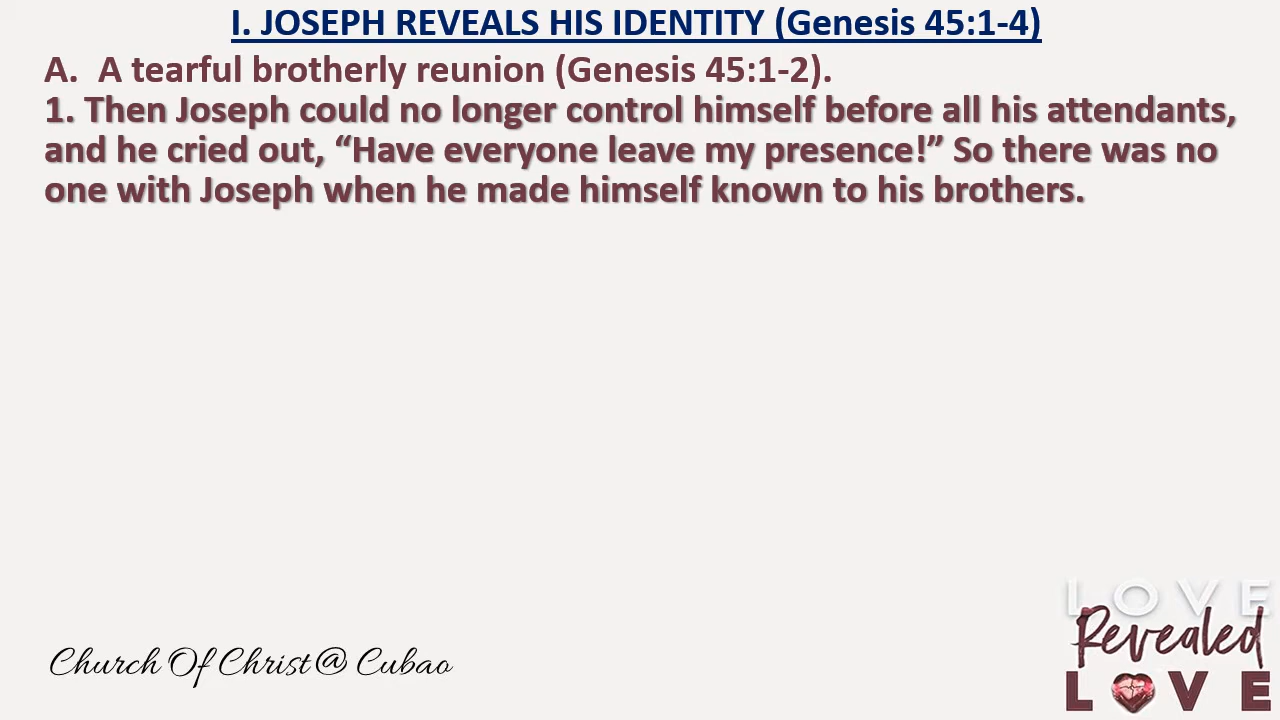 I. JOSEPH REVEALS HIS IDENTITY (Genesis 45:1-4)
A. A tearful brotherly reunion (Genesis 45:1-2).
1. Then Joseph could no longer control himself before all his attendants,
and he cried out, “Have everyone leave my presence!” So there was no
one with Joseph when he made himself known to his brothers.
Church Of Christ@ Cubao
LOVE
Revealed
LOVE